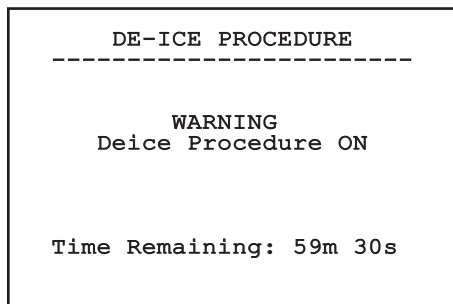 DE-ICE PROCEDURE
------------------------
WARNING
Deice Procedure ON
Time Remaining: 59m 30s